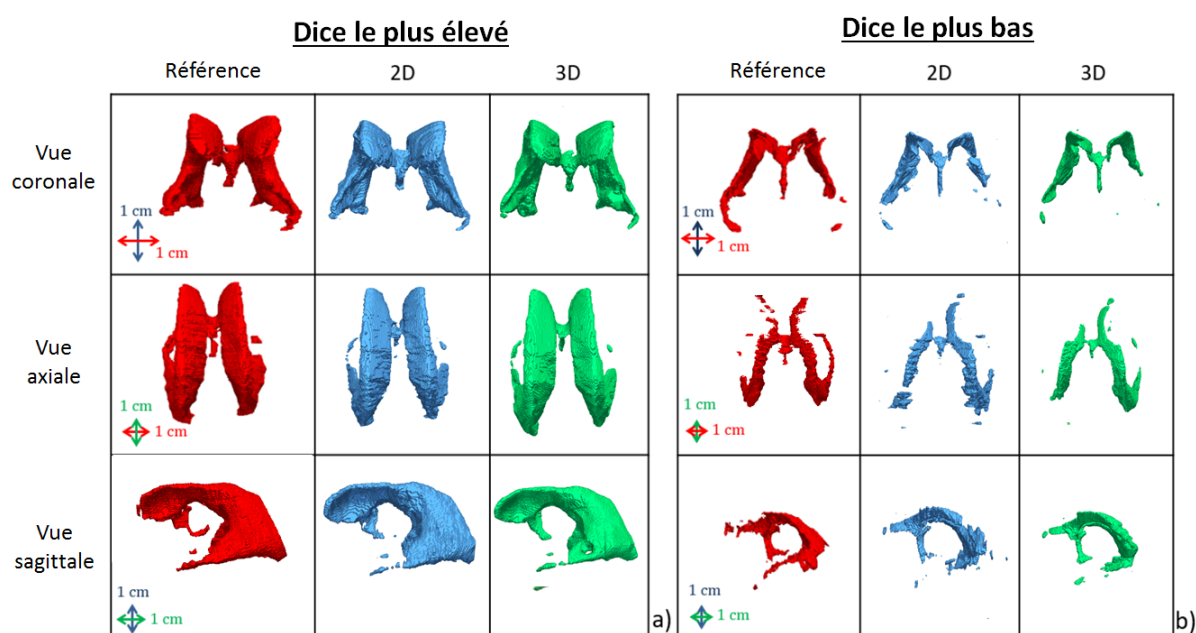 Dice le plus élevé
Dice le plus bas
Référence
2D
3D
Référence
2D
3D
Vue
coronale
1 cm
1 cm
1 cm
1 cm
Vue
axiale
1 cm
1 cm
1 cm
1 cm
Vue
sagittale
1 cm
1 cm
a)
1 cm
1 cm
b)